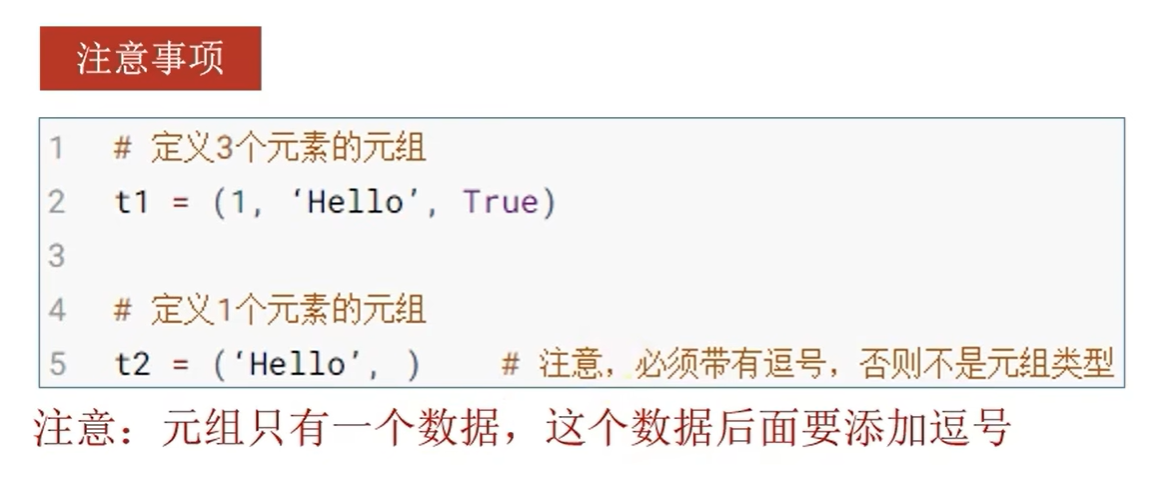 注意事项
1 # 定义3个元素的元组
2 t1 = (1, ‘Hello’, True)
3
4 # 定义1个元素的元组
5 t2 = (‘Hello’, ) # 注意，必须带有逗号，否则不是元组类型
注意：元组只有一个数据，这个数据后面要添加逗号